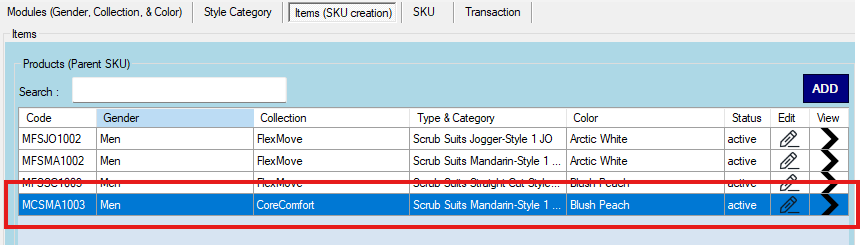 Modules (Gender, Collection, & Color) Style Category Items (SKU creation) SKU Transaction
Items
Products (Parent SKU)
Search : ADD
Code Gender Collection Type & Category Color Status Edit View
MFSJO1002 Men FlexMove Scrub Suits Jogger-Style 1 JO Arctic White active
MFSMA1002 Men FlexMove Scrub Suits Mandarin-Style 1 ... Arctic White active
Men FlexMove Scrub Suits Straight Cut Style... Blush Peach active
MCSMA1003 Men CoreComfort Scrub Suits Mandarin-Style 1 ... Blush Peach active